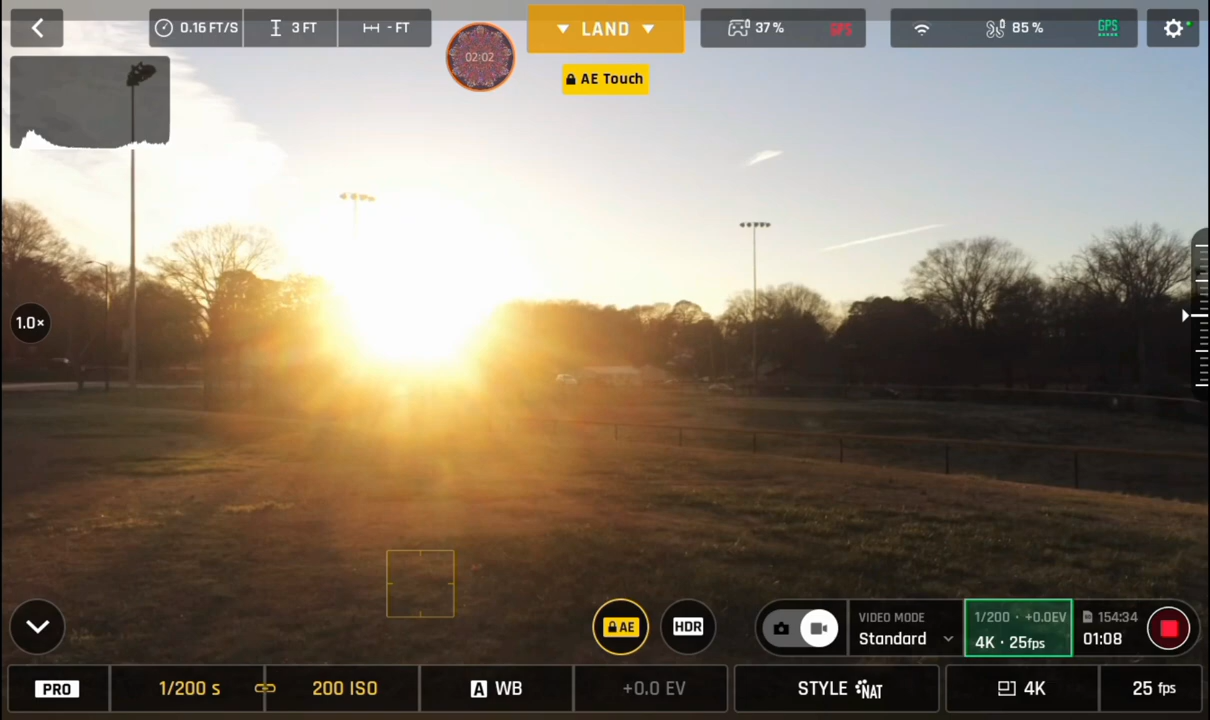 0.16 FT/S
3 FT
- FT
02:02
LAND
37 %
GPS
85 %
GPS
AE Touch
1.0×
AE
HDR
VIDEO MODE
Standard
1/200 · +0.0EV
4K · 25fps
154:34
01:08
PRO
1/200 s
200 ISO
A WB
+0.0 EV
STYLE NAT
4K
25 fps